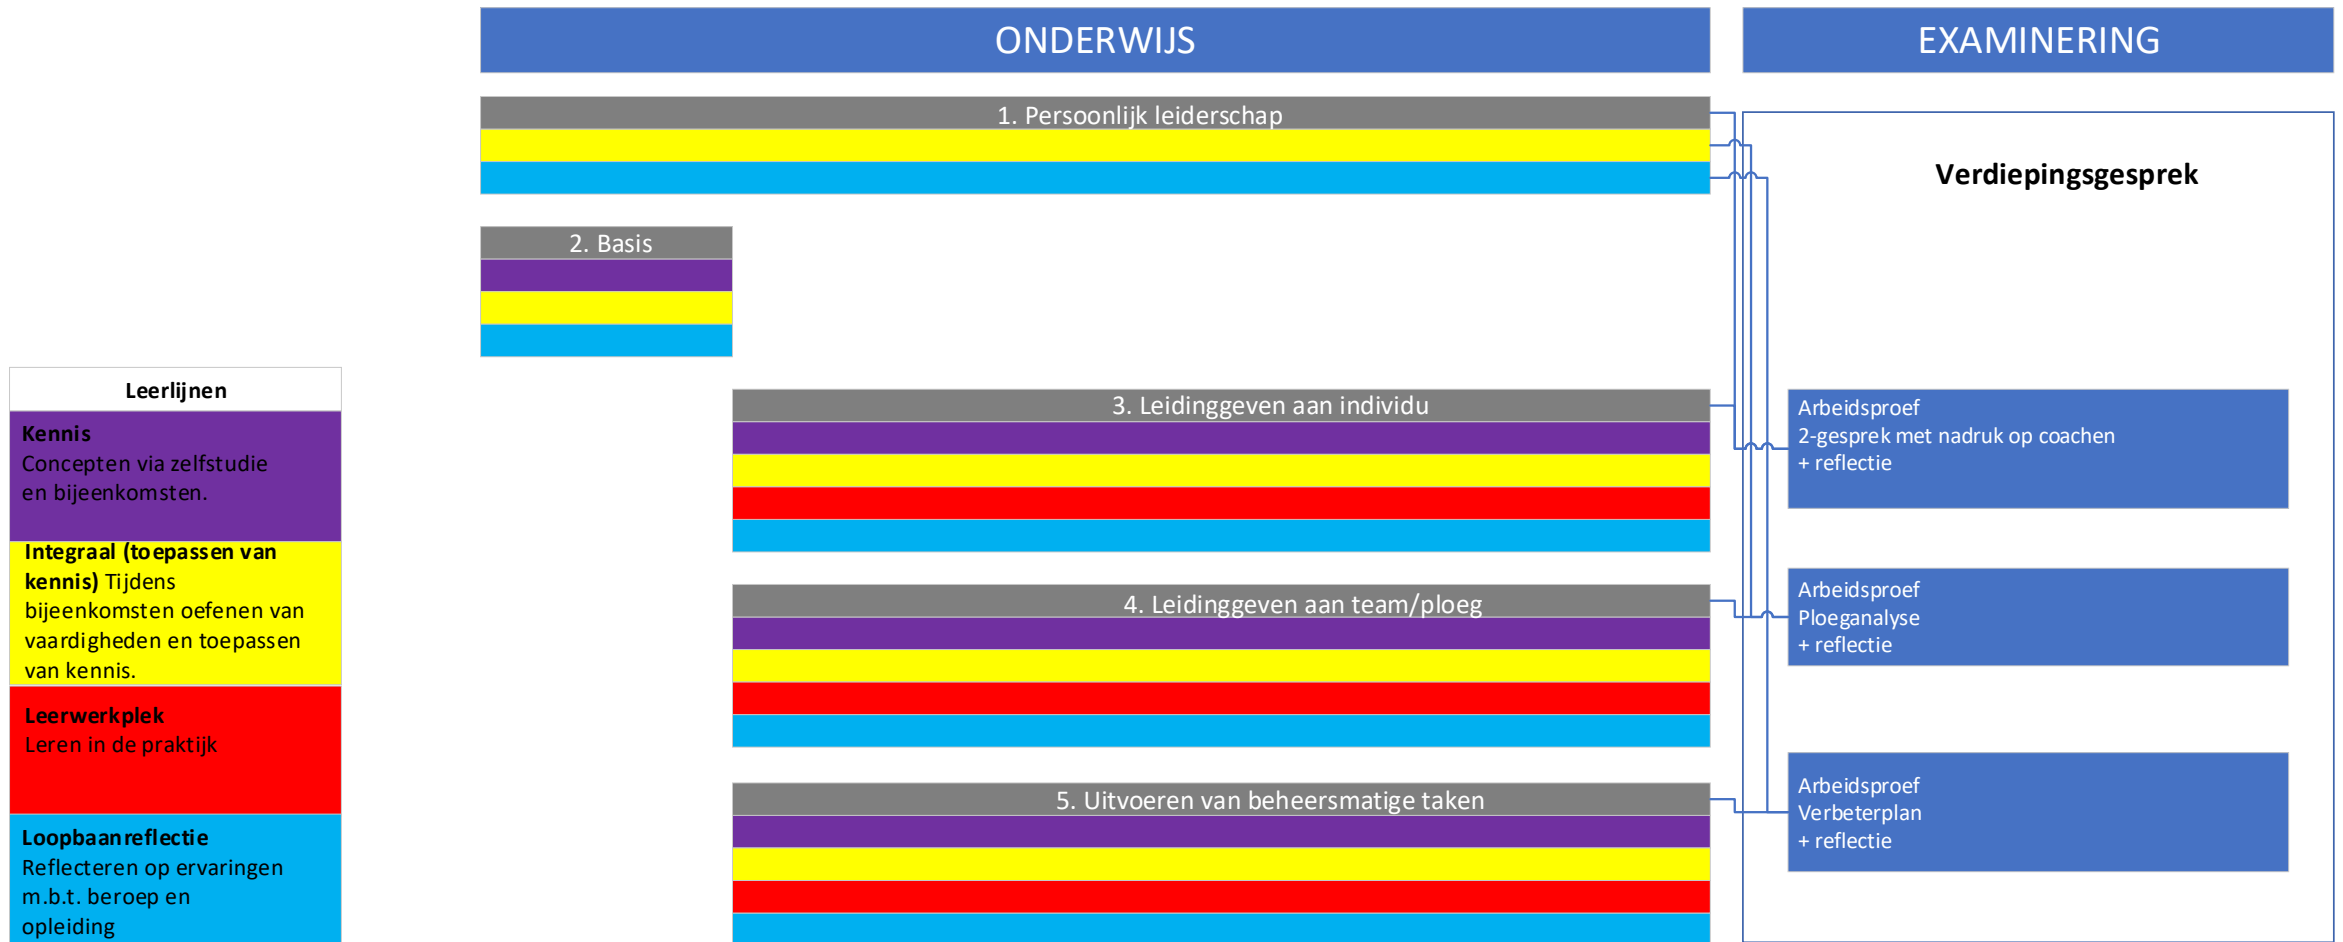 ONDERWIJS
EXAMINERING
1. Persoonlijk leiderschap
Verdiepingsgesprek
2. Basis
Leerlijnen
Kennis
Concepten via zelfstudie
en bijeenkomsten.
Integraal (toepassen van
kennis) Tijdens
bijeenkomsten oefenen van
vaardigheden en toepassen
van kennis.
Leerwerkplek
Leren in de praktijk
Loopbaanreflectie
Reflecteren op ervaringen
m.b.t. beroep en
opleiding
3. Leidinggeven aan individu
Arbeidsproef
2-gesprek met nadruk op coachen
+ reflectie
4. Leidinggeven aan team/ploeg
Arbeidsproef
Ploeganalyse
+ reflectie
5. Uitvoeren van beheersmatige taken
Arbeidsproef
Verbeterplan
+ reflectie